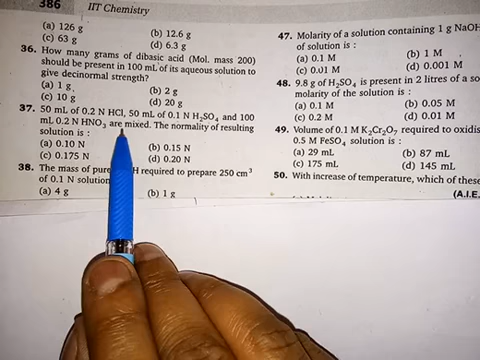 386 IIT Chemistry
(a) 126 g (b) 12.6 g
(c) 63 g (d) 6.3 g
36. How many grams of dibasic acid (Mol. mass 200)
should be present in 100 mL of its aqueous solution to
give decinormal strength?
(a) 1 g (b) 2 g
(c) 10 g (d) 20 g
37. 50 mL of 0.2 N HCl, 50 mL of 0.1 N H₂SO₄ and 100
mL 0.2 N HNO₃ are mixed. The normality of resulting
solution is :
(a) 0.10 N (b) 0.15 N
(c) 0.175 N (d) 0.20 N
38. The mass of pure H required to prepare 250 cm³
of 0.1 N solution
(a) 4 g (b) 1 g
47. Molarity of a solution containing 1 g NaOH
of solution is :
(a) 0.1 M (b) 1 M
(c) 0.01 M (d) 0.001 M
48. 9.8 g of H₂SO₄ is present in 2 litres of a so
molarity of the solution is :
(a) 0.1 M (b) 0.05 M
(c) 0.2 M (d) 0.01 M
49. Volume of 0.1 M K₂Cr₂O₇ required to oxidis
0.5 M FeSO₄ solution is :
(a) 29 mL (b) 87 mL
(c) 175 mL (d) 145 mL
50. With increase of temperature, which of these
(A.I.E.